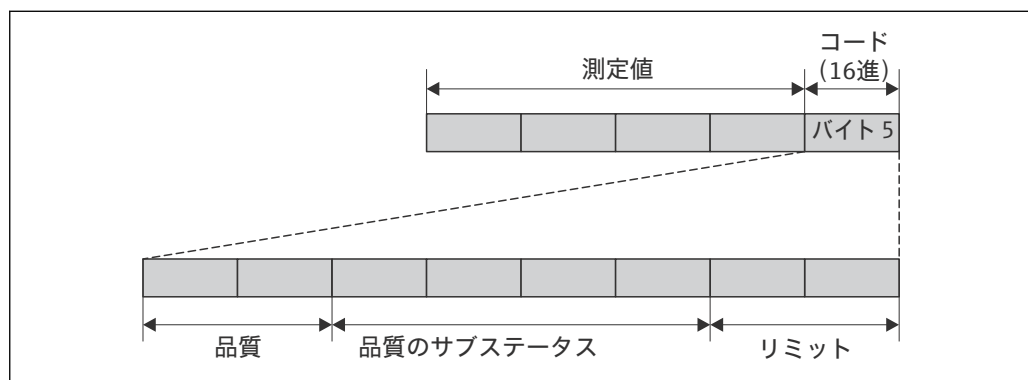 コード
測定値
(16進)
バイト 5
品質
品質のサブステータス
リミット